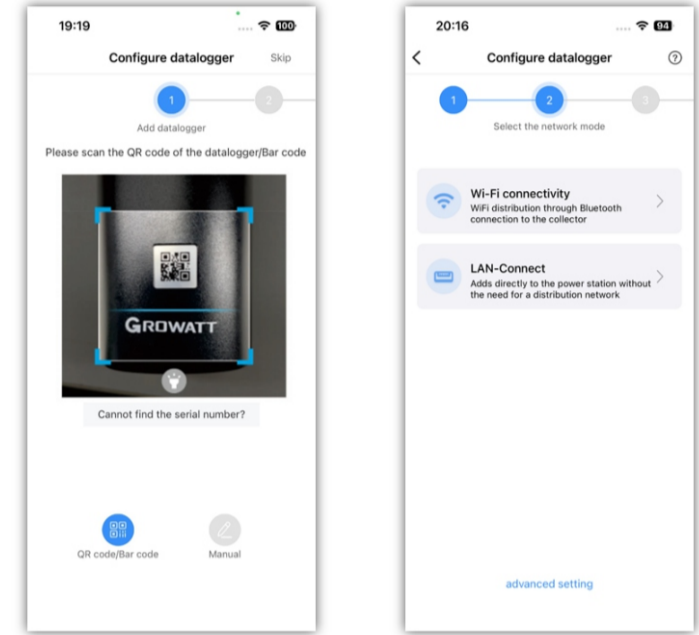 19:19
100
Configure datalogger
Skip
1
2
Add datalogger
Please scan the QR code of the datalogger/Bar code
GROWATT
Cannot find the serial number?
QR code/Bar code
Manual
20:16
94
Configure datalogger
?
1
2
3
Select the network mode
Wi-Fi connectivity
WiFi distribution through Bluetooth
connection to the collector
LAN-Connect
Adds directly to the power station without
the need for a distribution network
advanced setting